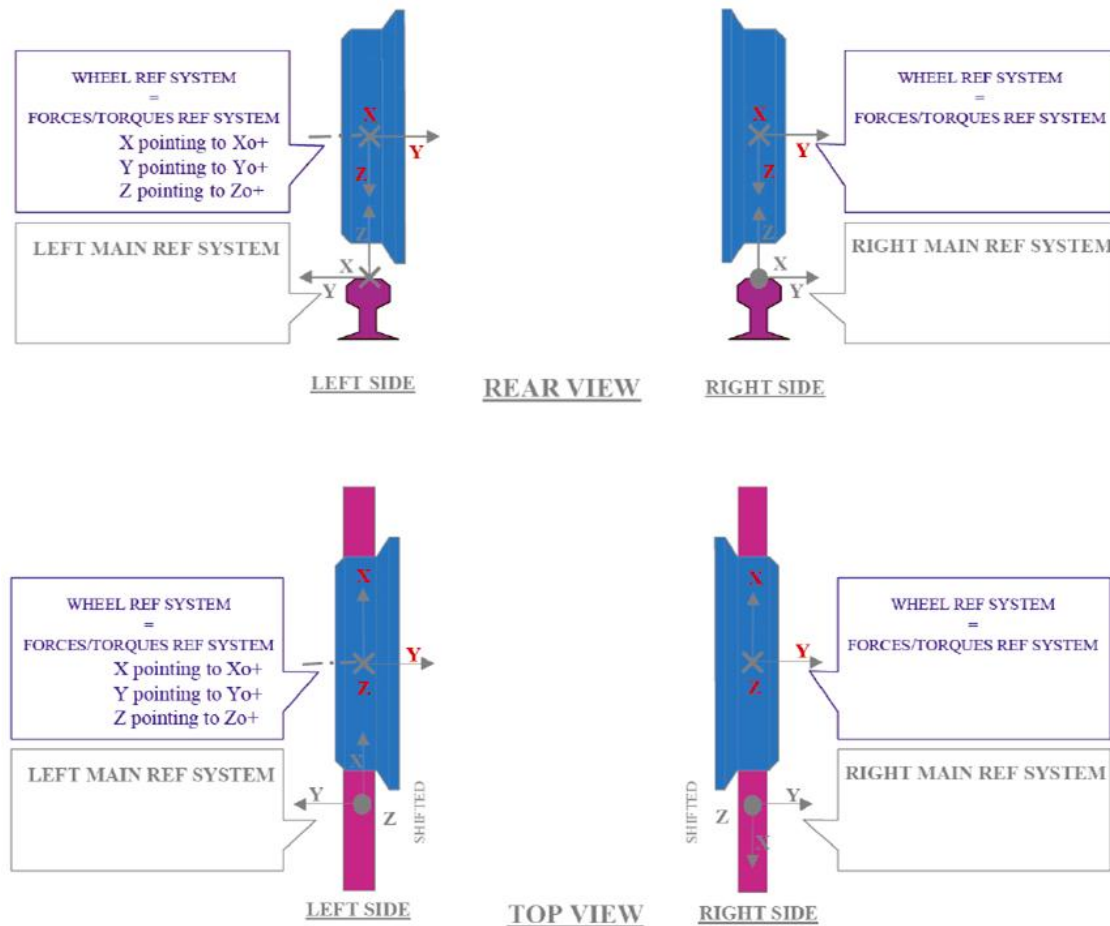 WHEEL REF SYSTEM
=
FORCES/TORQUES REF SYSTEM
X pointing to Xo+
Y pointing to Yo+
Z pointing to Zo+
LEFT MAIN REF SYSTEM
X
Y
Z
Z
X
Y
LEFT SIDE
REAR VIEW
X
Y
Z
Z
X
Y
RIGHT SIDE
WHEEL REF SYSTEM
=
FORCES/TORQUES REF SYSTEM
RIGHT MAIN REF SYSTEM
WHEEL REF SYSTEM
=
FORCES/TORQUES REF SYSTEM
X pointing to Xo+
Y pointing to Yo+
Z pointing to Zo+
LEFT MAIN REF SYSTEM
X
Y
Z
X
Y
Z
SHIFTED
LEFT SIDE
TOP VIEW
X
Y
Z
SHIFTED
Z
Y
X
RIGHT SIDE
WHEEL REF SYSTEM
=
FORCES/TORQUES REF SYSTEM
RIGHT MAIN REF SYSTEM